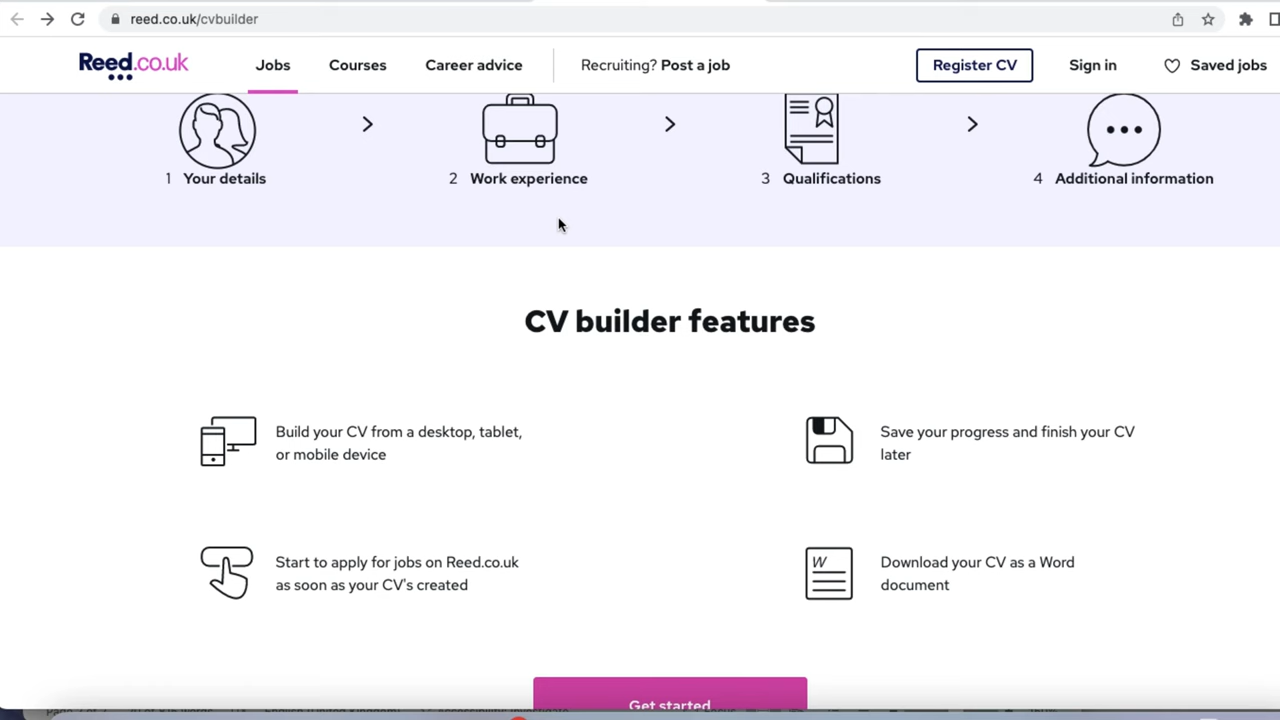 reed.co.uk/cvbuilder
Reed.co.uk
Jobs
Courses
Career advice
Recruiting? Post a job
Register CV
Sign in
Saved jobs
1 Your details
2 Work experience
3 Qualifications
4 Additional information
CV builder features
Build your CV from a desktop, tablet,
or mobile device
Save your progress and finish your CV
later
Start to apply for jobs on Reed.co.uk
as soon as your CV's created
W
Download your CV as a Word
document
Get started